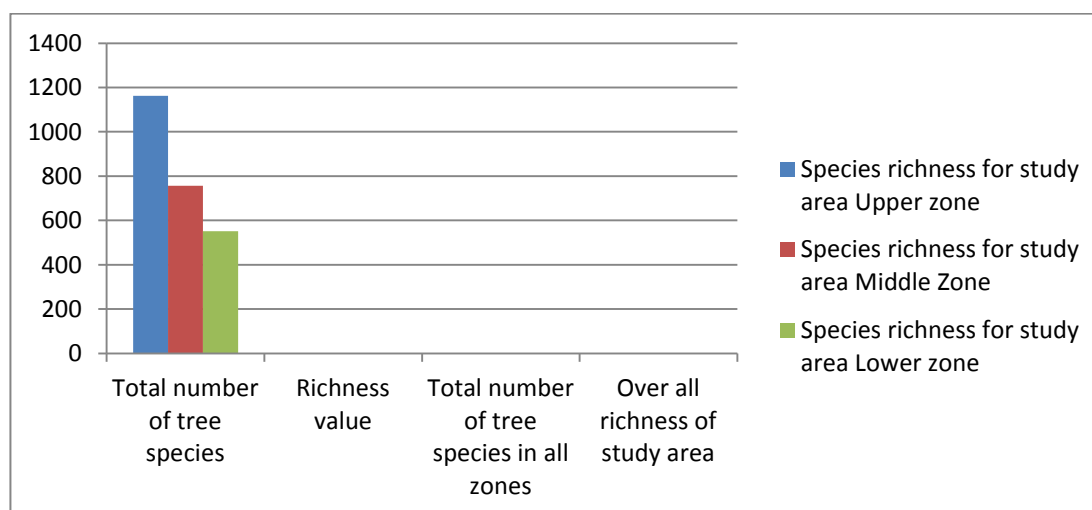 1400
1200
1000
800
600
400
200
0
Total number
of tree
species
Richness
value
Total number
of tree
species in all
zones
Over all
richness of
study area
Species richness for study
area Upper zone
Species richness for study
area Middle Zone
Species richness for study
area Lower zone